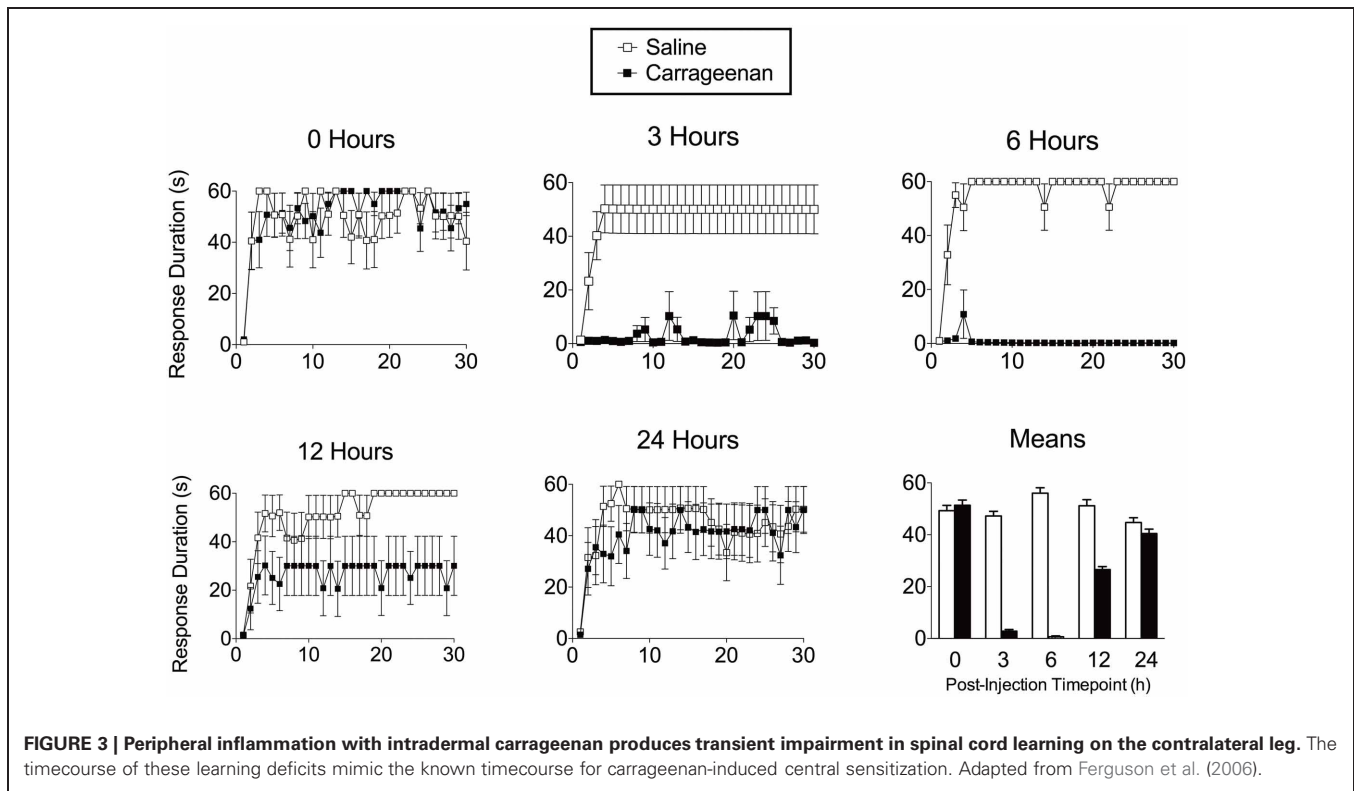 Saline
Carrageenan
0 Hours
3 Hours
6 Hours
Response Duration (s)
60
40
20
0
0 10 20 30
60
40
20
0
0 10 20 30
60
40
20
0
0 10 20 30
12 Hours
24 Hours
Means
Response Duration (s)
60
40
20
0
0 10 20 30
60
40
20
0
0 10 20 30
60
40
20
0
0 3 6 12 24
Post-Injection Timepoint (h)
FIGURE 3 | Peripheral inflammation with intradermal carrageenan produces transient impairment in spinal cord learning on the contralateral leg. The
timecourse of these learning deficits mimic the known timecourse for carrageenan-induced central sensitization. Adapted from Ferguson et al. (2006).